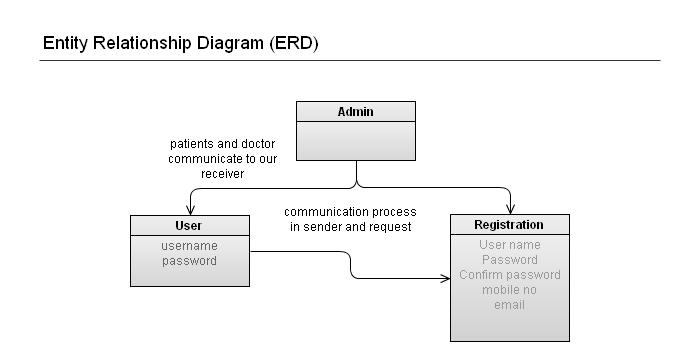 Entity Relationship Diagram (ERD)
Admin
patients and doctor
communicate to our
receiver
communication process
in sender and request
User
username
password
Registration
User name
Password
Confirm password
mobile no
email